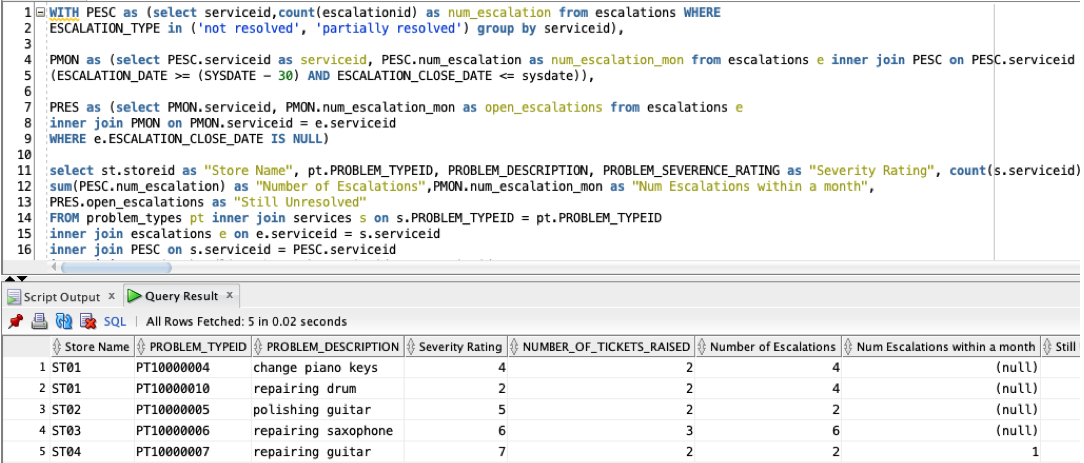 1 WITH PESC as (select serviceid,count(escalationid) as num_escalation from escalations WHERE
2 ESCALATION_TYPE in ('not resolved', 'partially resolved') group by serviceid),
3
4 PMON as (select PESC.serviceid as serviceid, PESC.num_escalation as num_escalation_mon from escalations e inner join PESC on PESC.serviceid
5 (ESCALATION_DATE >= (SYSDATE - 30) AND ESCALATION_CLOSE_DATE <= sysdate)),
6
7 PRES as (select PMON.serviceid, PMON.num_escalation_mon as open_escalations from escalations e
8 inner join PMON on PMON.serviceid = e.serviceid
9 WHERE e.ESCALATION_CLOSE_DATE IS NULL)
10
11 select st.storeid as "Store Name", pt.PROBLEM_TYPEID, PROBLEM_DESCRIPTION, PROBLEM_SEVERENCE_RATING as "Severity Rating", count(s.serviceid)
12 sum(PESC.num_escalation) as "Number of Escalations",PMON.num_escalation_mon as "Num Escalations within a month",
13 PRES.open_escalations as "Still Unresolved"
14 FROM problem_types pt inner join services s on s.PROBLEM_TYPEID = pt.PROBLEM_TYPEID
15 inner join escalations e on e.serviceid = s.serviceid
16 inner join PESC on s.serviceid = PESC.serviceid
Script Output x Query Result x
SQL | All Rows Fetched: 5 in 0.02 seconds
Store Name PROBLEM_TYPEID PROBLEM_DESCRIPTION Severity Rating NUMBER_OF_TICKETS_RAISED Number of Escalations Num Escalations within a month Still
1 ST01 PT10000004 change piano keys 4 2 4 (null)
2 ST01 PT10000010 repairing drum 2 2 4 (null)
3 ST02 PT10000005 polishing guitar 5 2 2 (null)
4 ST03 PT10000006 repairing saxophone 6 3 6 (null)
5 ST04 PT10000007 repairing guitar 7 2 2 1